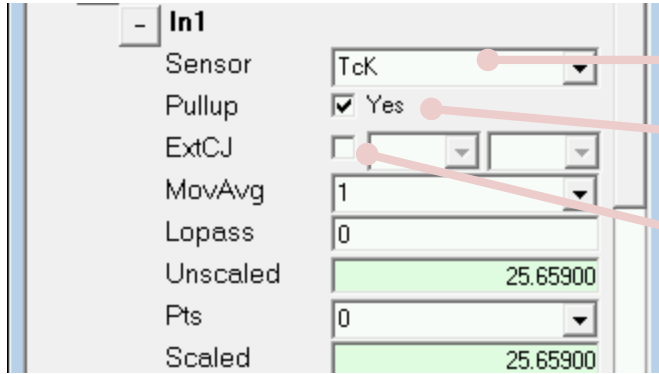 - In1
Sensor TcK
Pullup Yes
ExtCJ
MovAvg 1
Lopass 0
Unscaled 25.65900
Pts 0
Scaled 25.65900